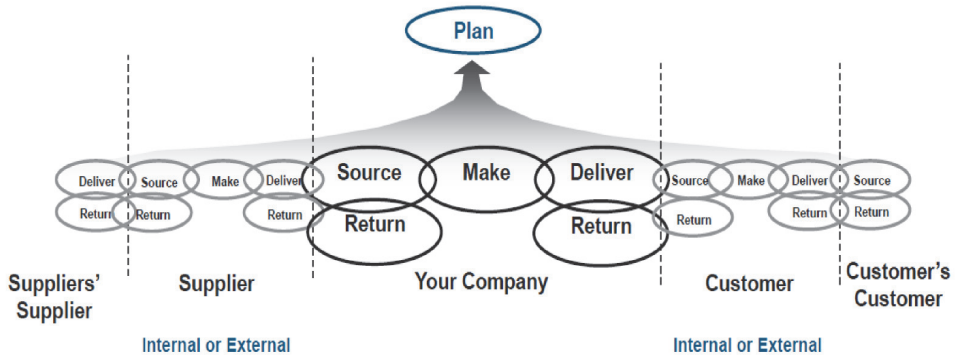 Plan
Deliver Source Make Deliver Source Make Deliver Source Make Deliver Source
Return Return Return Return Return Return Return Return
Suppliers'
Supplier
Supplier
Your Company
Customer
Customer's
Customer
Internal or External
Internal or External